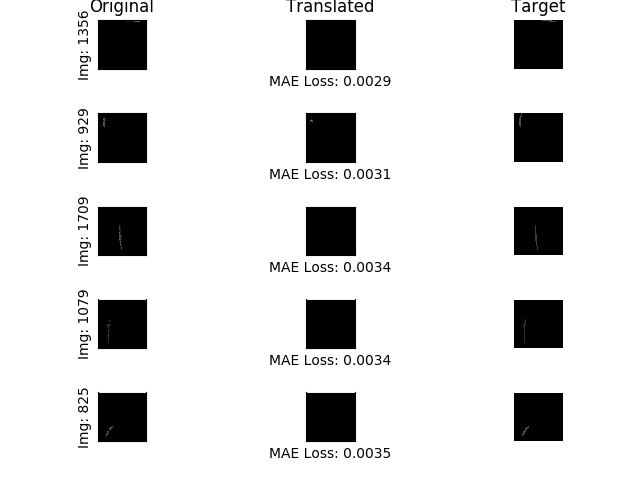 Original Translated Target
Img: 1356
MAE Loss: 0.0029
Img: 929
MAE Loss: 0.0031
Img: 1709
MAE Loss: 0.0034
Img: 1079
MAE Loss: 0.0034
Img: 825
MAE Loss: 0.0035